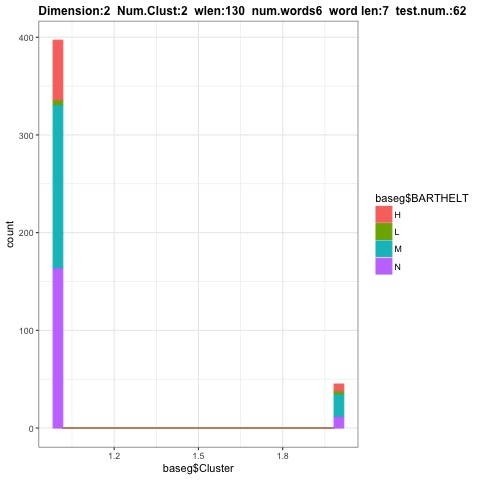 Dimension:2 Num.Clust:2 wlen:130 num.words6 word len:7 test.num.:62
400
300
200
100
0
count
1.2 1.5 1.8
baseg$Cluster
baseg$BARTHELT
H
L
M
N